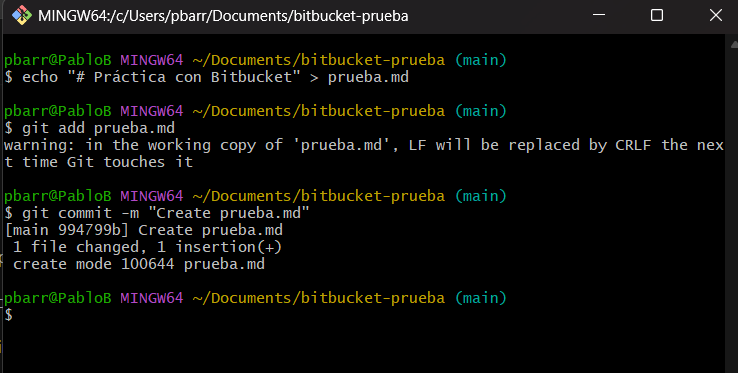 MINGW64:/c/Users/pbarr/Documents/bitbucket-prueba
pbarr@PabloB MINGW64 ~/Documents/bitbucket-prueba (main)
$ echo "# Práctica con Bitbucket" > prueba.md
pbarr@PabloB MINGW64 ~/Documents/bitbucket-prueba (main)
$ git add prueba.md
warning: in the working copy of 'prueba.md', LF will be replaced by CRLF the nex
t time Git touches it
pbarr@PabloB MINGW64 ~/Documents/bitbucket-prueba (main)
$ git commit -m "Create prueba.md"
[main 994799b] Create prueba.md
 1 file changed, 1 insertion(+)
 create mode 100644 prueba.md
pbarr@PabloB MINGW64 ~/Documents/bitbucket-prueba (main)
$